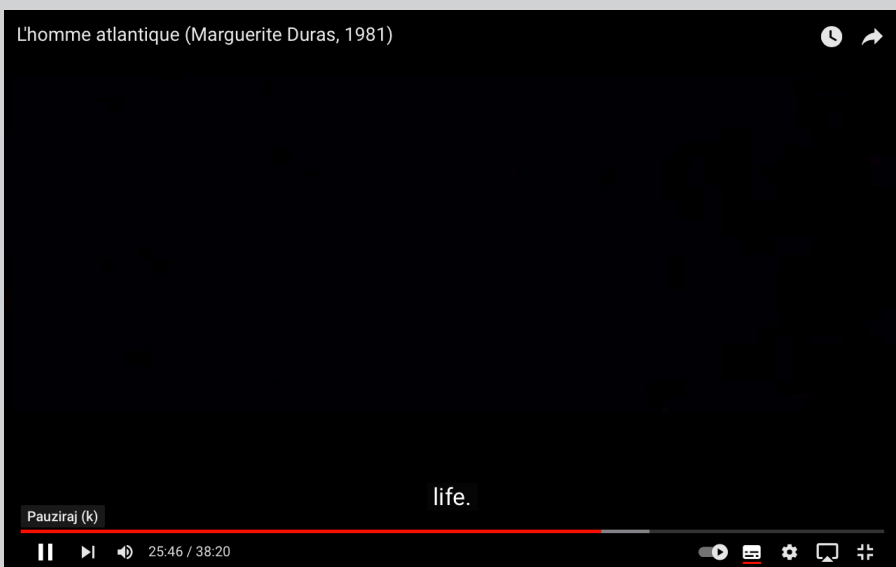 L'homme atlantique (Marguerite Duras, 1981)
life.
Pauziraj (k)
25:46 / 38:20